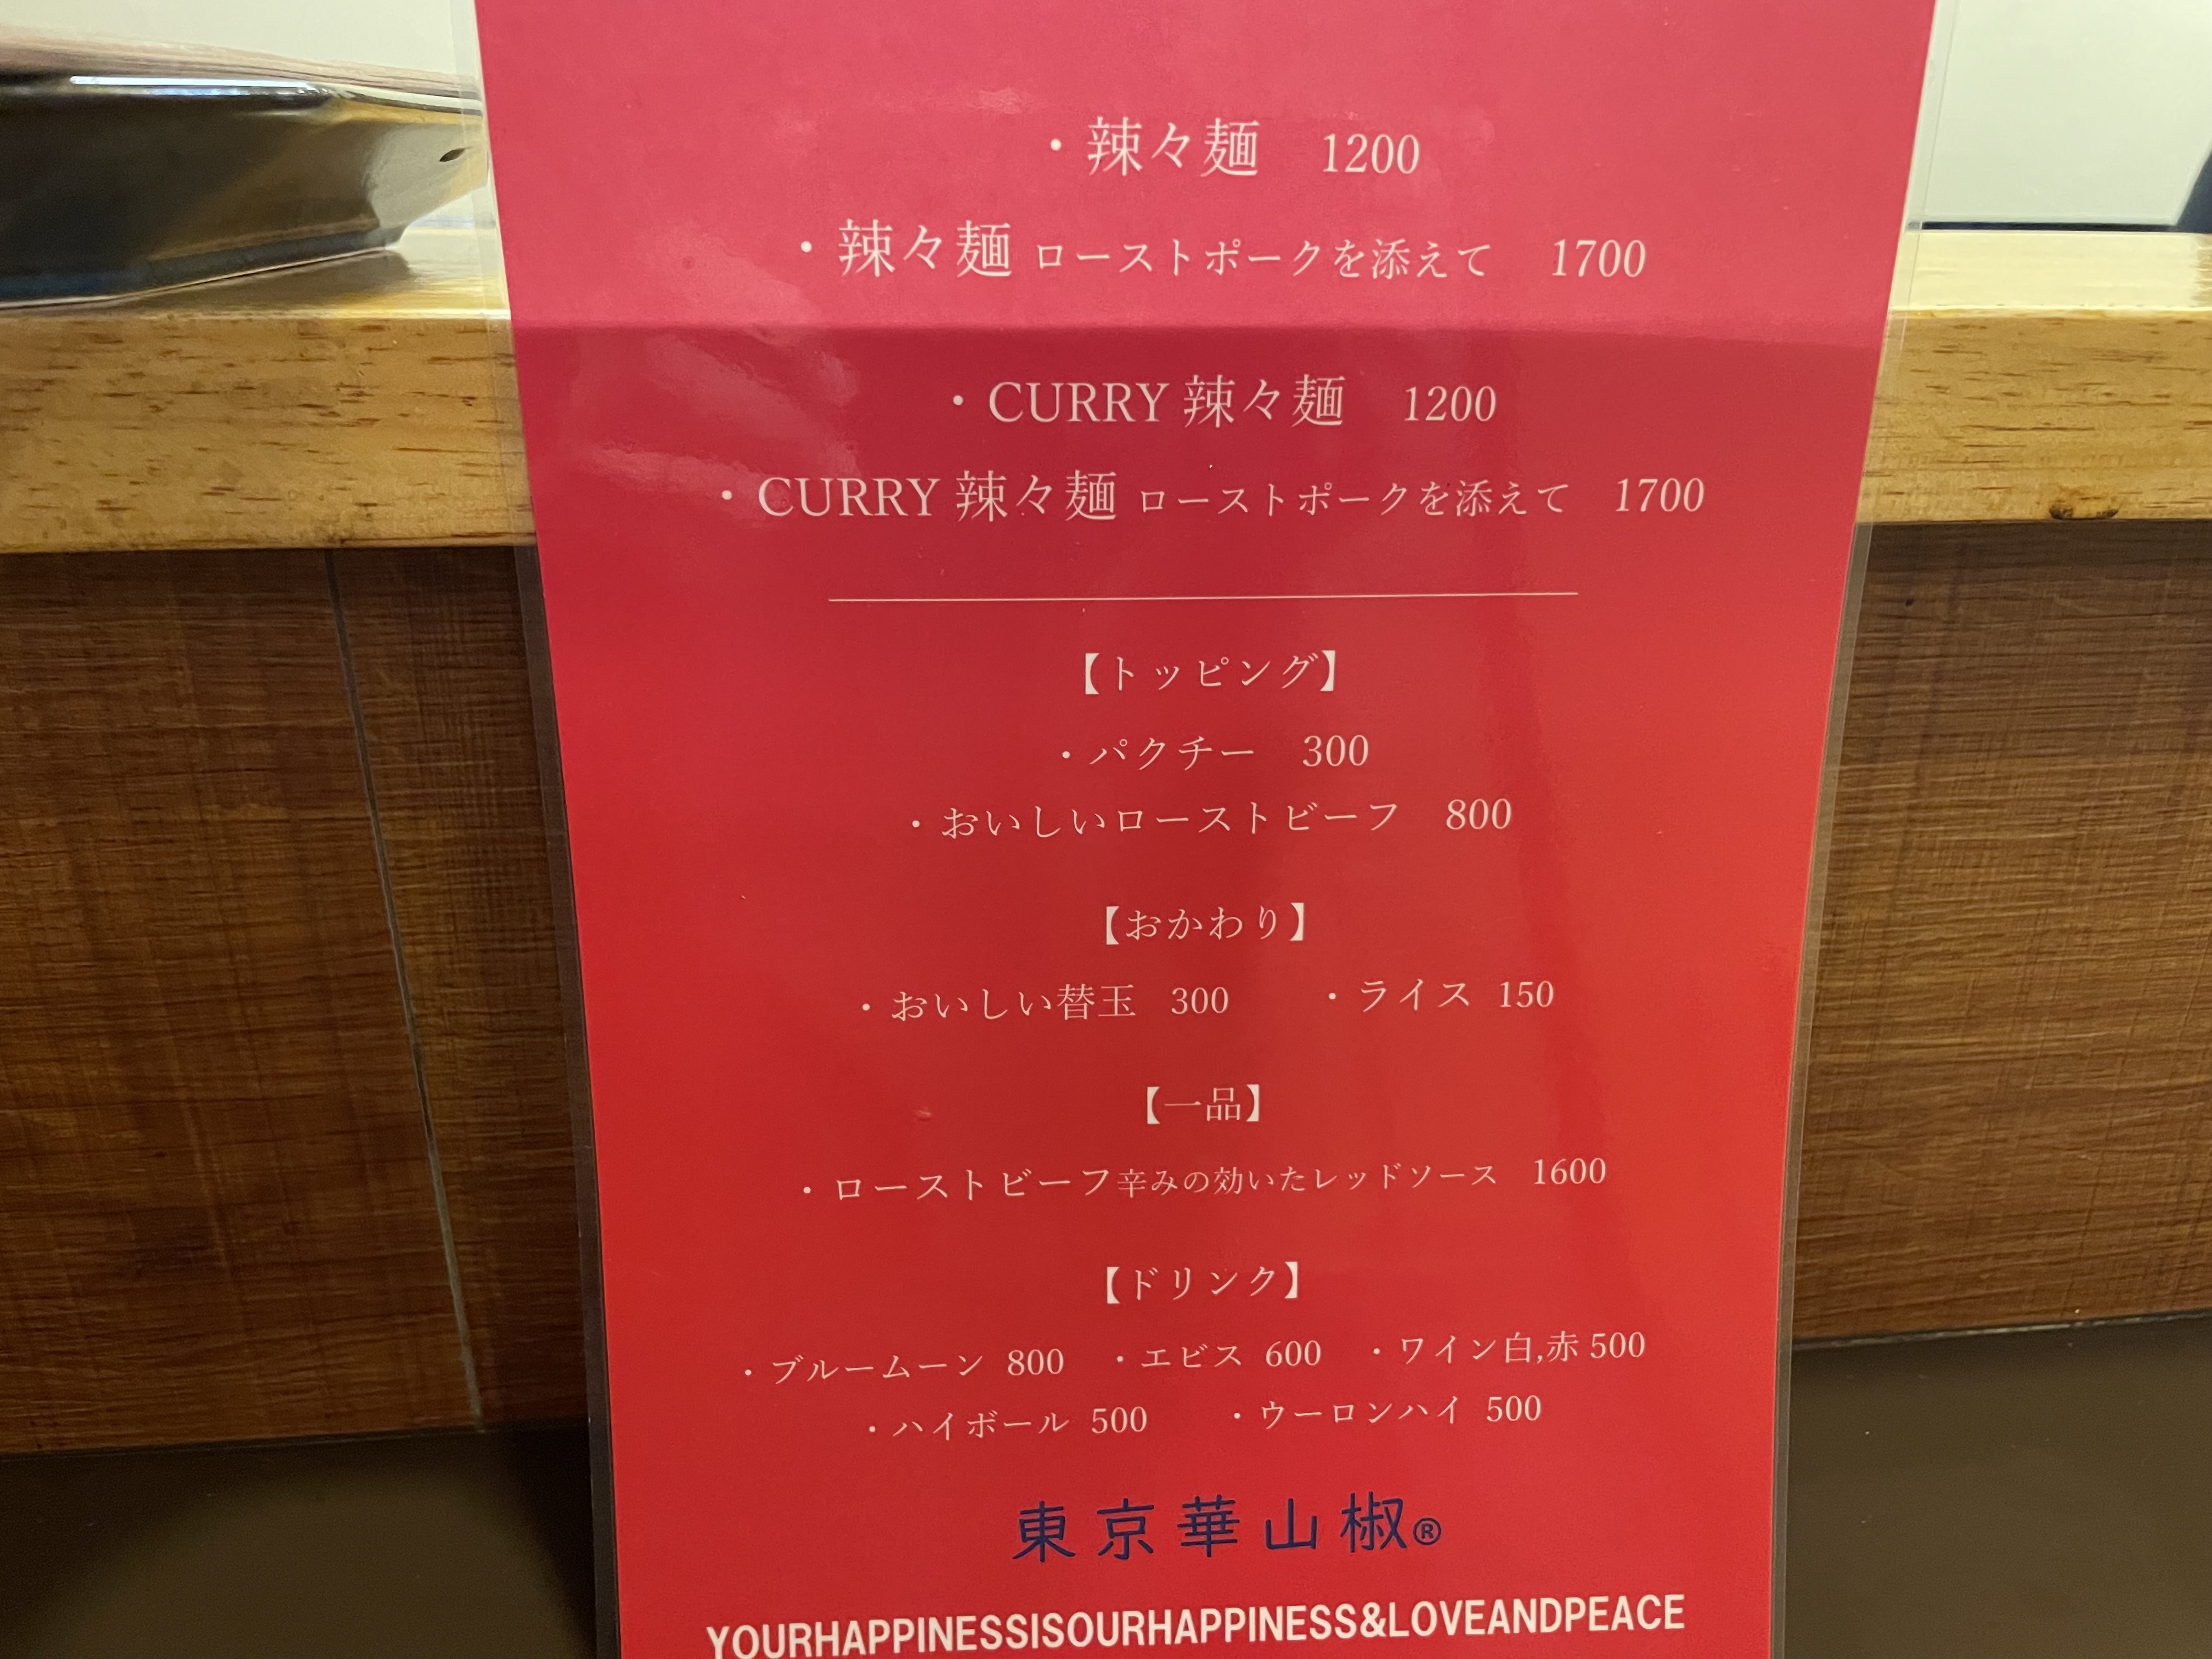 ・辣々麺 1200
・辣々麺 ローストポークを添えて 1700
・CURRY 辣々麺 1200
・CURRY 辣々麺 ローストポークを添えて 1700
【トッピング】
・パクチー 300
・おいしいローストビーフ 800
【おかわり】
・おいしい替玉 300 ・ライス 150
【一品】
・ローストビーフ辛みの効いたレッドソース 1600
【ドリンク】
・ブルームーン 800 ・エビス 600 ・ワイン白,赤 500
・ハイボール 500 ・ウーロンハイ 500
東京華山椒®
YOURHAPPINESSISOURHAPPINESS&LOVEANDPEACE